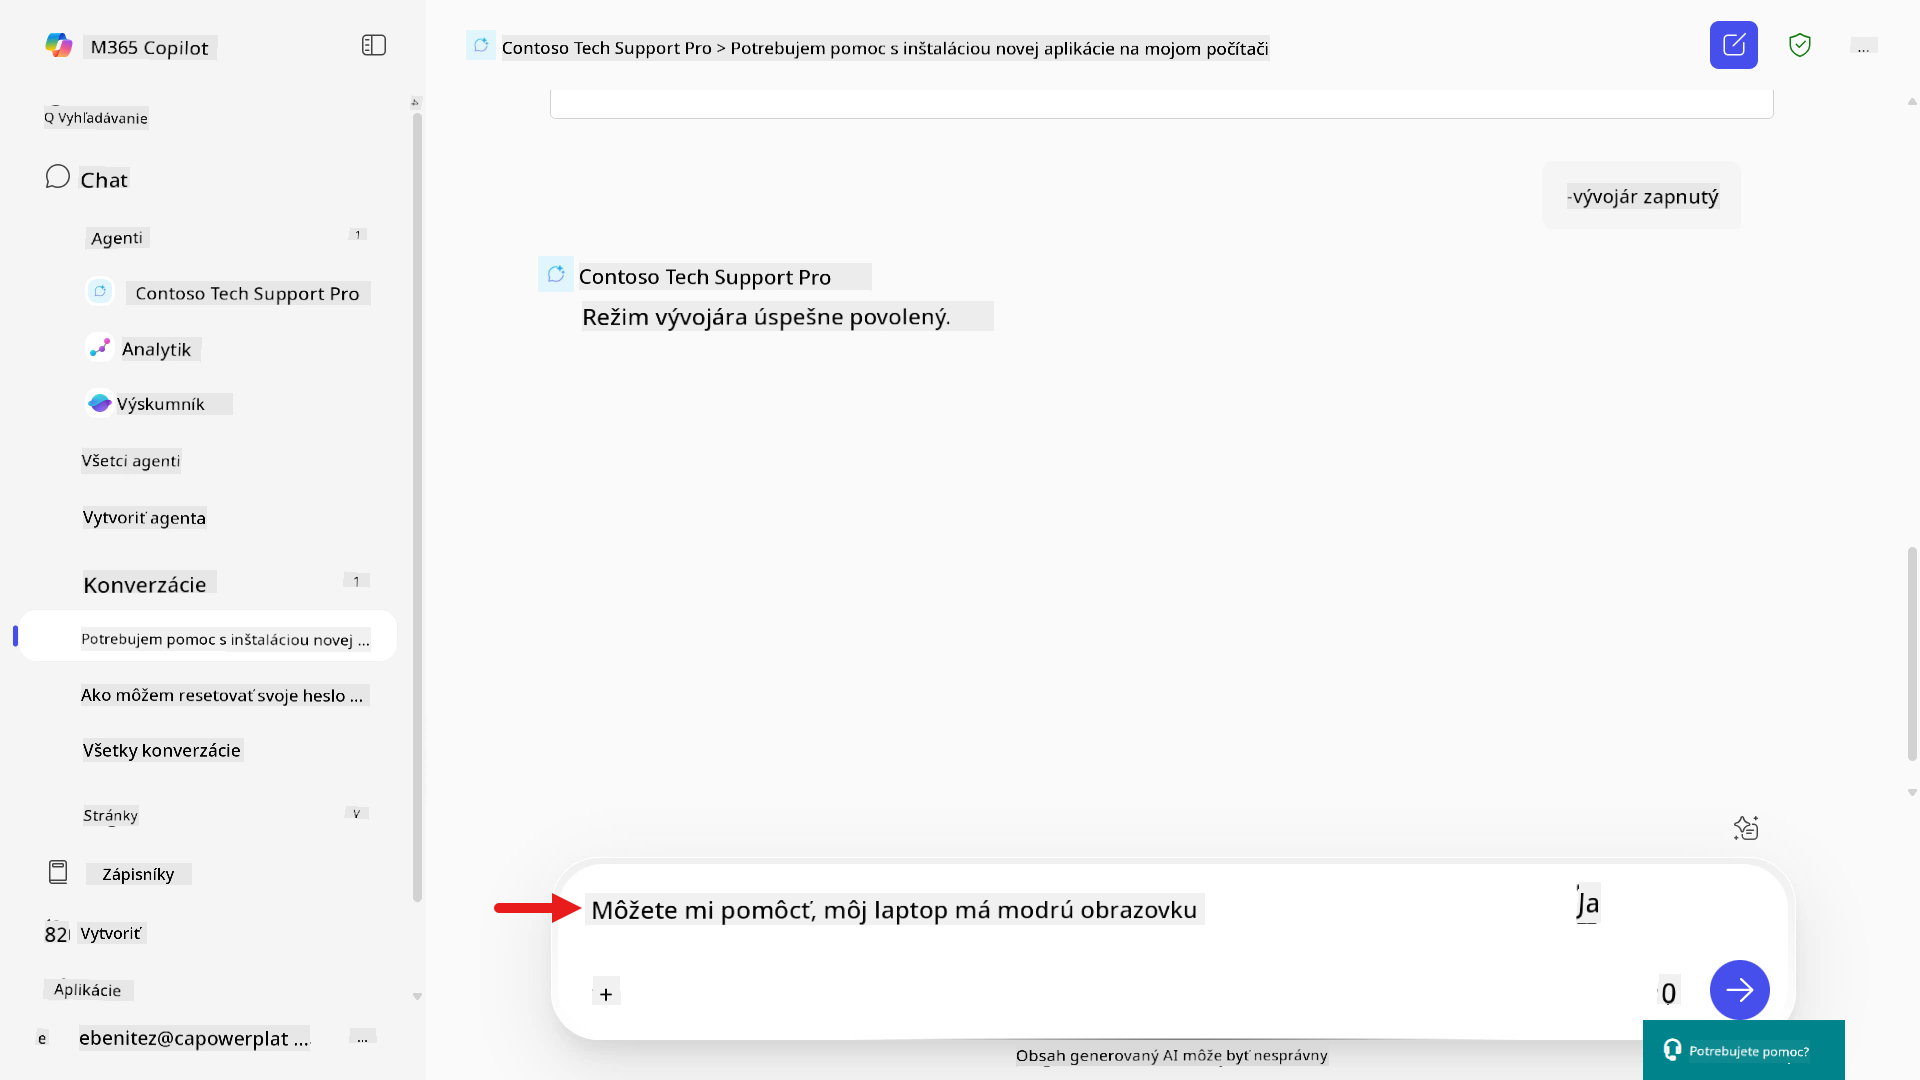 M365 Copilot
Q Vyhľadávanie
Chat
Agenti
1
Contoso Tech Support Pro
Analytik
Výskumník
Všetci agenti
Vytvoriť agenta
Konverzácie
1
Potrebujem pomoc s inštaláciou novej ...
Ako môžem resetovať svoje heslo ...
Všetky konverzácie
Stránky
Zápisníky
82
Vytvoriť
Aplikácie
e
ebenitez@capowerplat ...
...
Contoso Tech Support Pro > Potrebujem pomoc s inštaláciou novej aplikácie na mojom počítači
...
-vývojár zapnutý
Contoso Tech Support Pro
Režim vývojára úspešne povolený.
Môžete mi pomôcť, môj laptop má modrú obrazovku
Ja
+
0
Obsah generovaný AI môže byť nesprávny
Potrebujete pomoc?